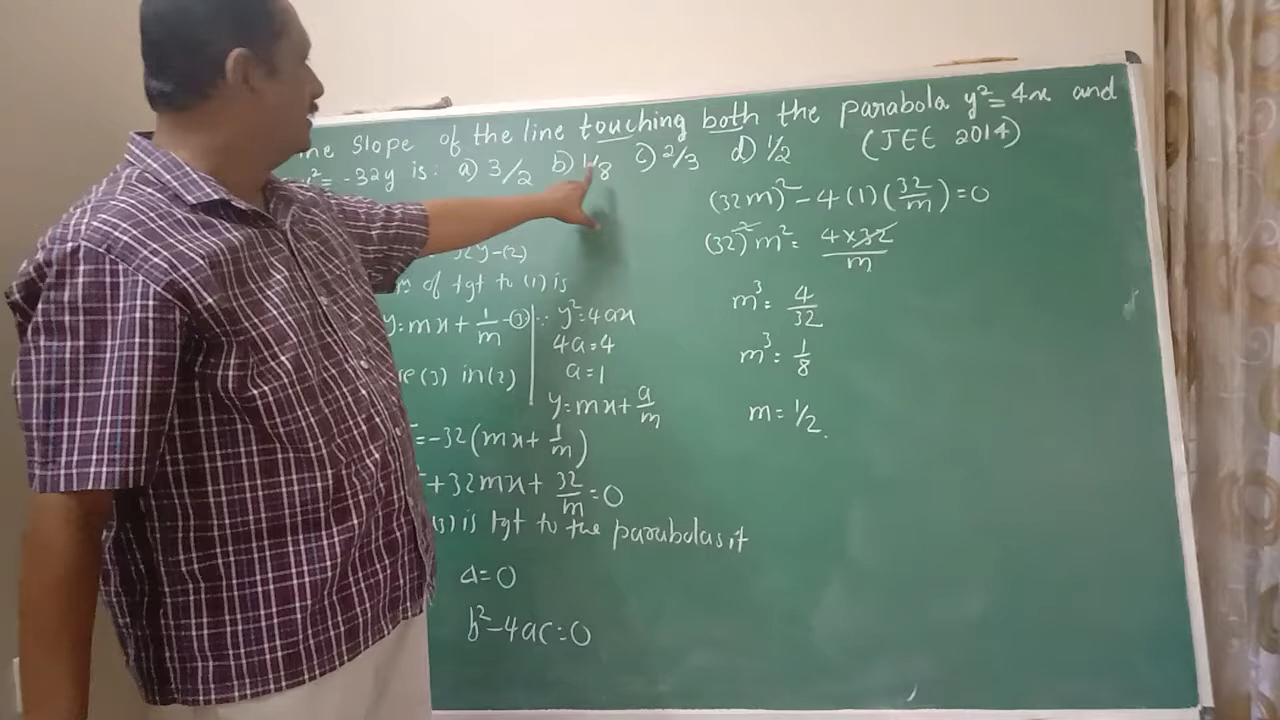 Slope of the line touching both the parabola y²=4x and
= -32y is: a) 3/2 b) 1/8 c) 2/3 d) 1/2 (JEE 2014)
32y-(2)
of tgt to (1) is
y=mx+1/m-(3) ∵ y²=4ax
4a=4
a=1
(3) in (2)
y=mx+a/m
=-32(mx+1/m)
+32mx+32/m=0
(3) is tgt to the parabolas if
Δ=0
b²-4ac=0
(32m)²-4(1)(32/m)=0
(32)²m²=4×32/m
m³=4/32
m³=1/8
m=1/2.